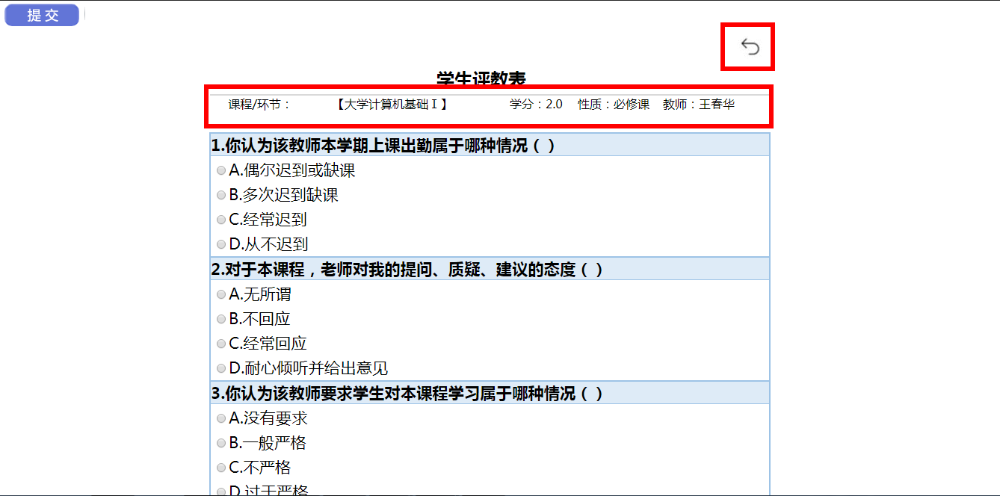 提 交
学生评教表
课程/环节： 【大学计算机基础Ⅰ】 学分：2.0 性质：必修课 教师：王春华
1.你认为该教师本学期上课出勤属于哪种情况（ ）
A.偶尔迟到或缺课
B.多次迟到缺课
C.经常迟到
D.从不迟到
2.对于本课程，老师对我的提问、质疑、建议的态度（ ）
A.无所谓
B.不回应
C.经常回应
D.耐心倾听并给出意见
3.你认为该教师要求学生对本课程学习属于哪种情况（ ）
A.没有要求
B.一般严格
C.不严格
D.过于严格